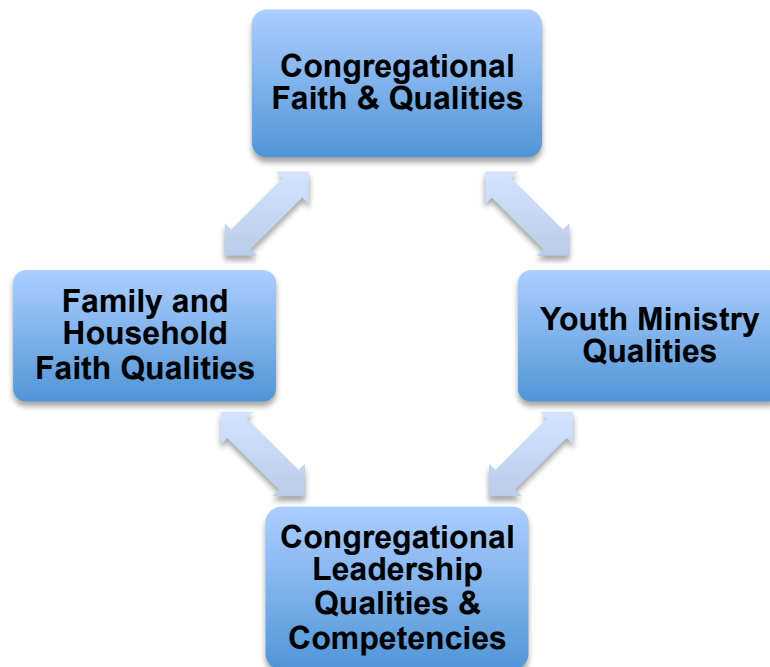 Congregational
Faith & Qualities
Family and
Household
Faith Qualities
Youth Ministry
Qualities
Congregational
Leadership
Qualities &
Competencies